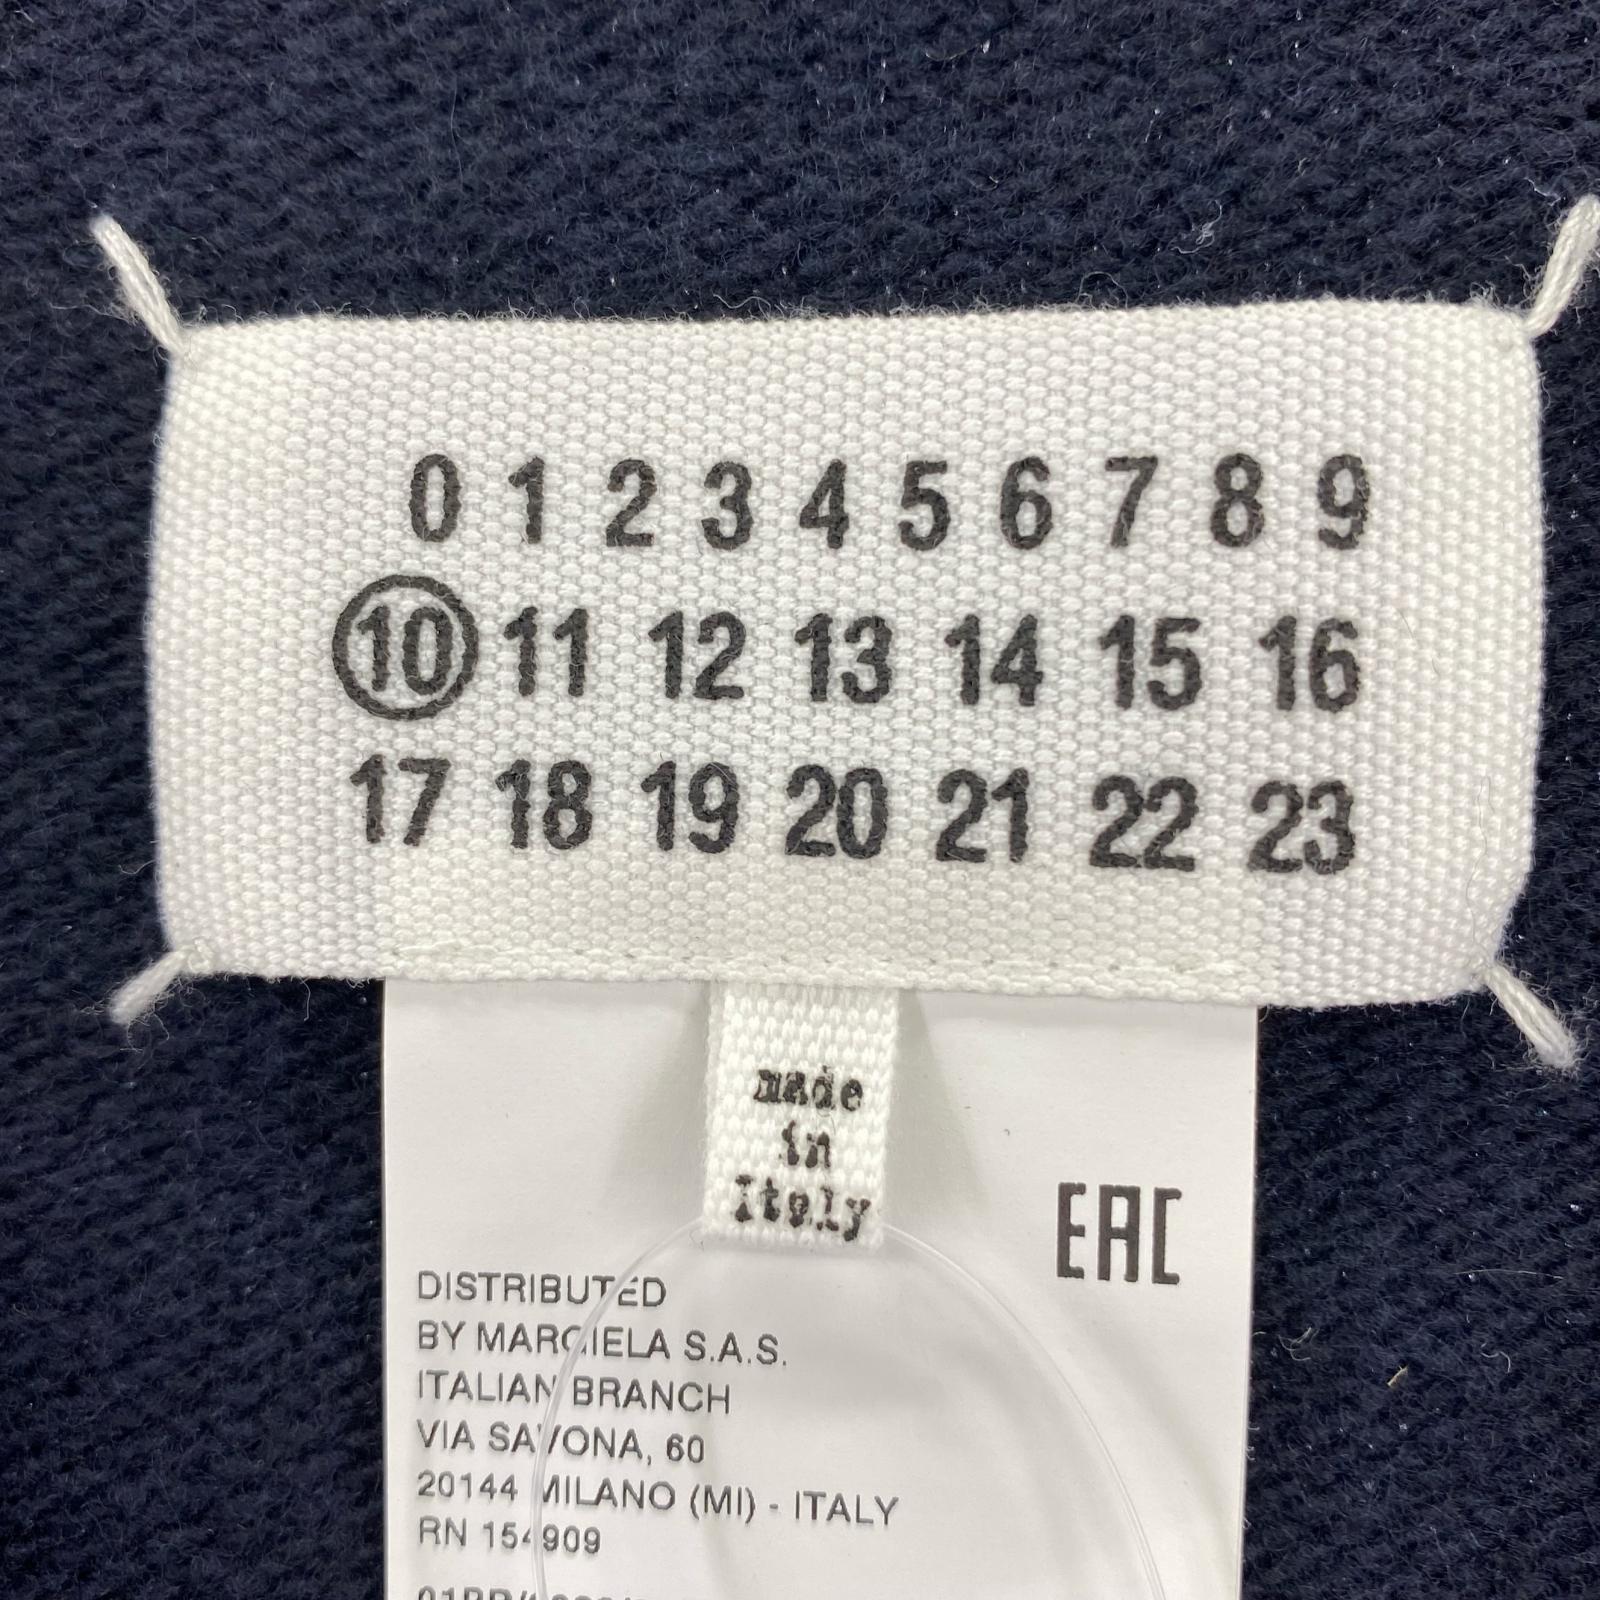 0 1 2 3 4 5 6 7 8 9
10 11 12 13 14 15 16
17 18 19 20 21 22 23
made
in
Italy
EAC
DISTRIBUTED
BY MARGIELA S.A.S.
ITALIAN BRANCH
VIA SAVONA, 60
20144 MILANO (MI) - ITALY
RN 154909